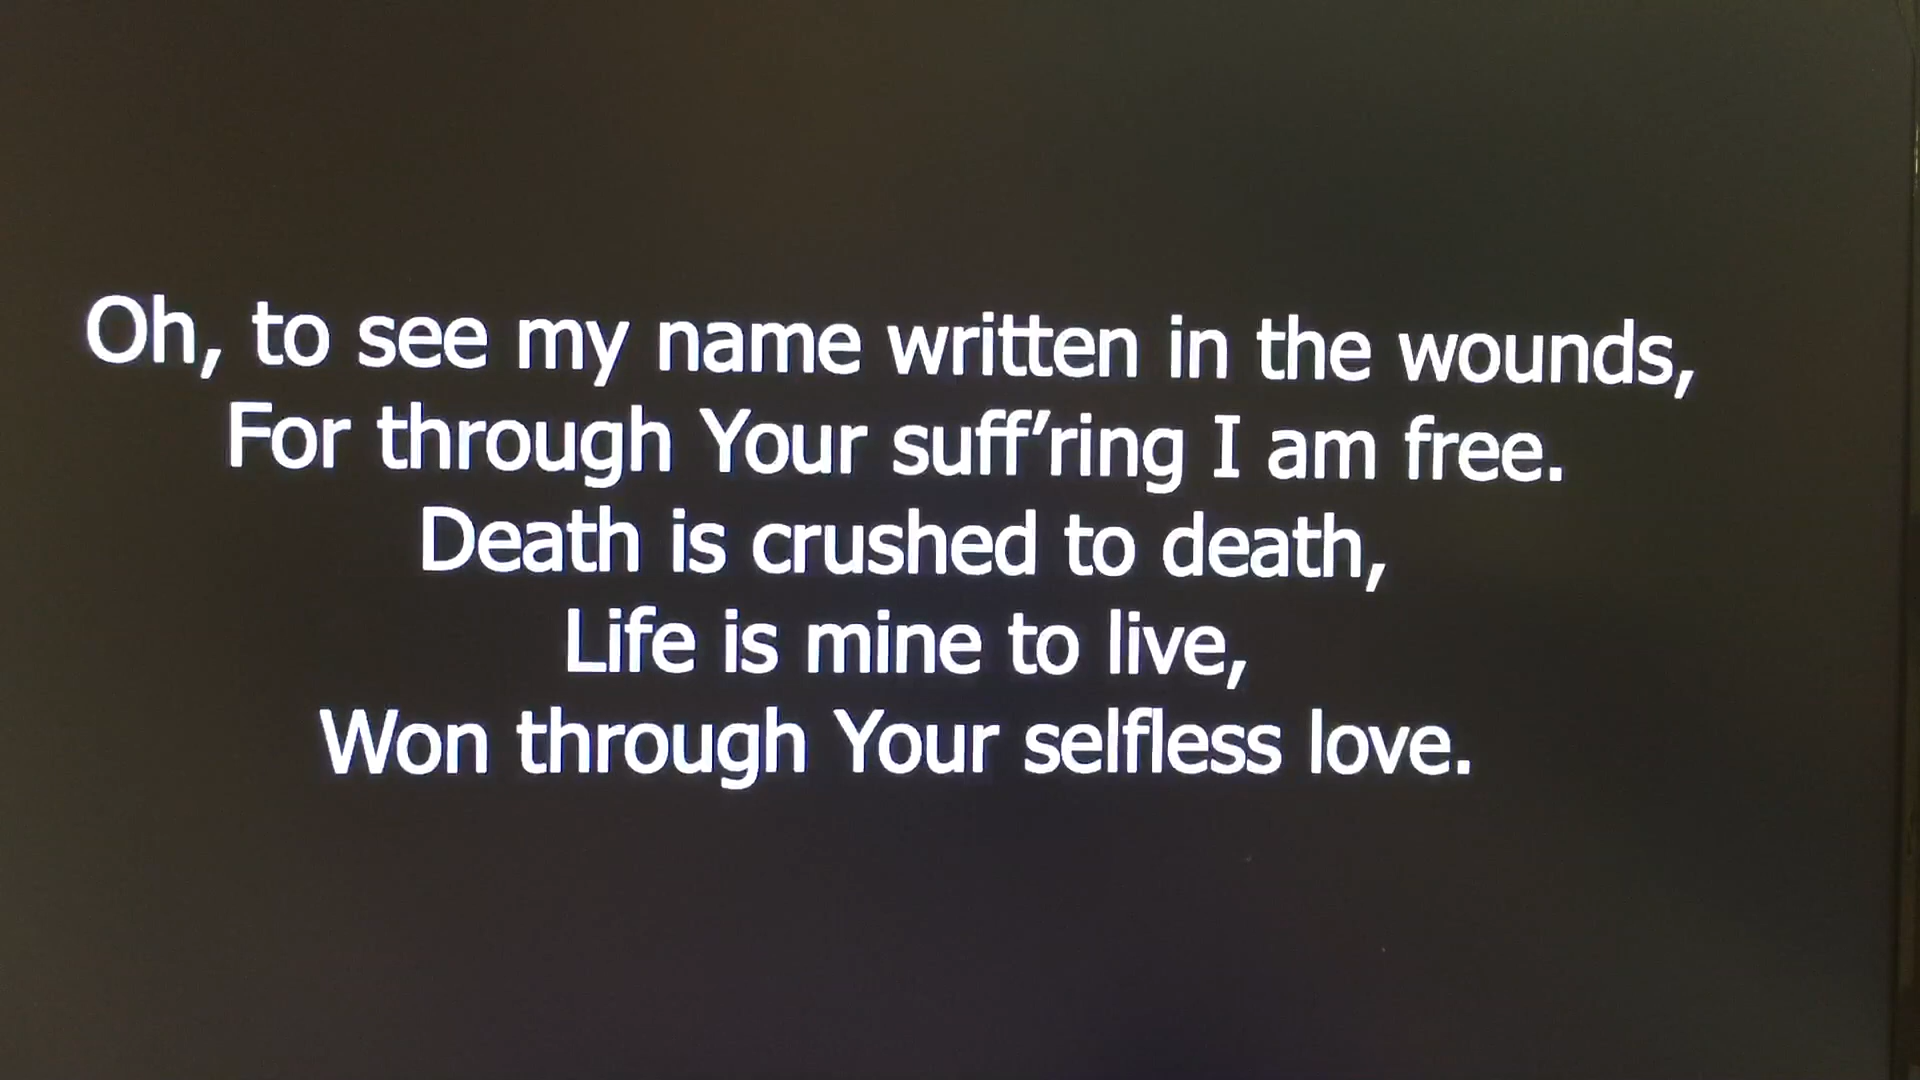 Oh, to see my name written in the wounds,
For through Your suff’ring I am free.
Death is crushed to death,
Life is mine to live,
Won through Your selfless love.